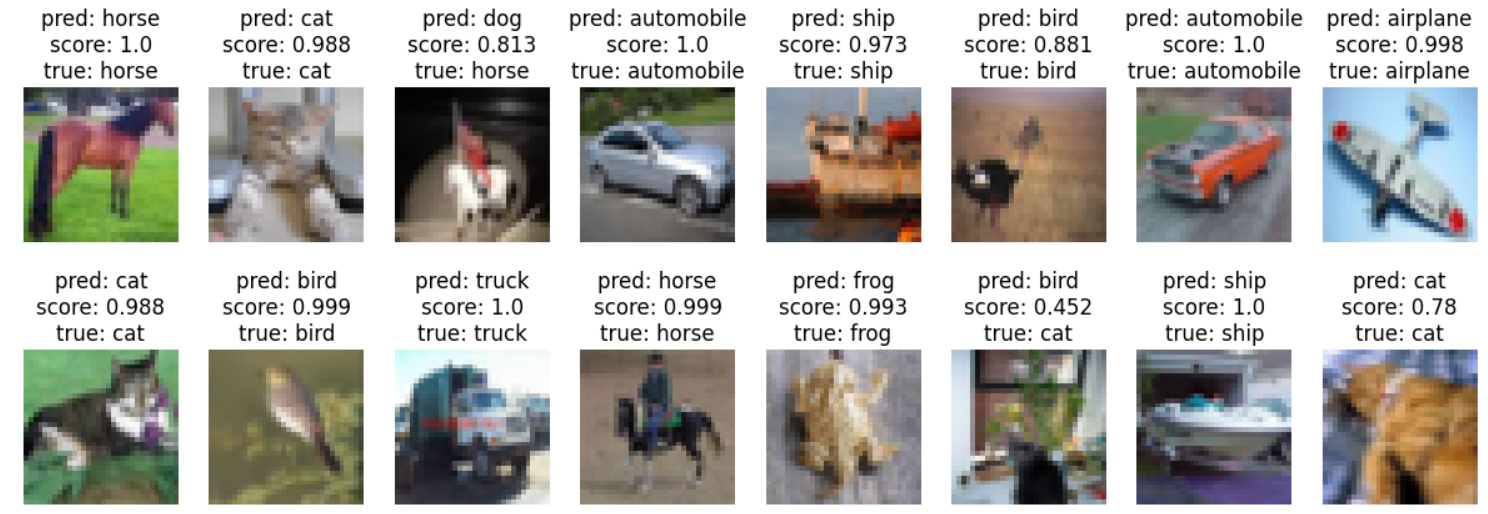 pred: horse
score: 1.0
true: horse
pred: cat
score: 0.988
true: cat
pred: dog
score: 0.813
true: horse
pred: automobile
score: 1.0
true: automobile
pred: ship
score: 0.973
true: ship
pred: bird
score: 0.881
true: bird
pred: automobile
score: 1.0
true: automobile
pred: airplane
score: 0.998
true: airplane
pred: cat
score: 0.988
true: cat
pred: bird
score: 0.999
true: bird
pred: truck
score: 1.0
true: truck
pred: horse
score: 0.999
true: horse
pred: frog
score: 0.993
true: frog
pred: bird
score: 0.452
true: cat
pred: ship
score: 1.0
true: ship
pred: cat
score: 0.78
true: cat